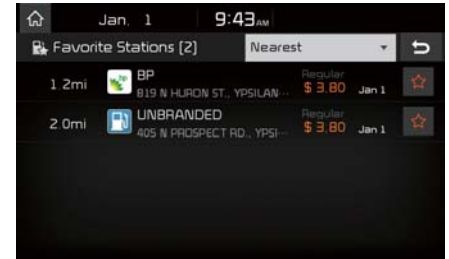 Jan. 1 9:43AM
Favorite Stations (2) Nearest
1.2mi BP Regular
819 N HURON ST., YPSILAN... $ 3.80 Jan 1
2.0mi UNBRANDED Regular
405 N PROSPECT RD., YPSI... $ 3.80 Jan 1